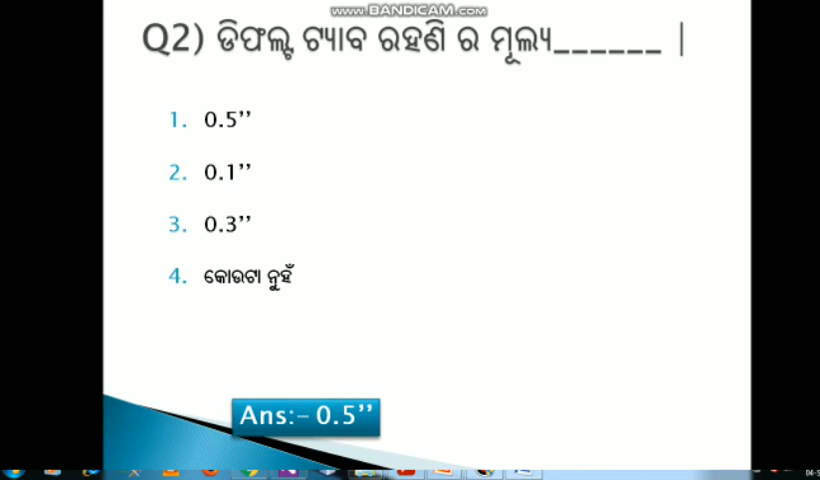 www.BANDICAM.com
Q2) ଡିଫଲ୍ଟ ଟ୍ୟାବ ରହଣି ର ମୂଲ୍ୟ______ |
1. 0.5’’
2. 0.1’’
3. 0.3’’
4. କୋଉଟା ନୁହଁ
Ans:– 0.5’’